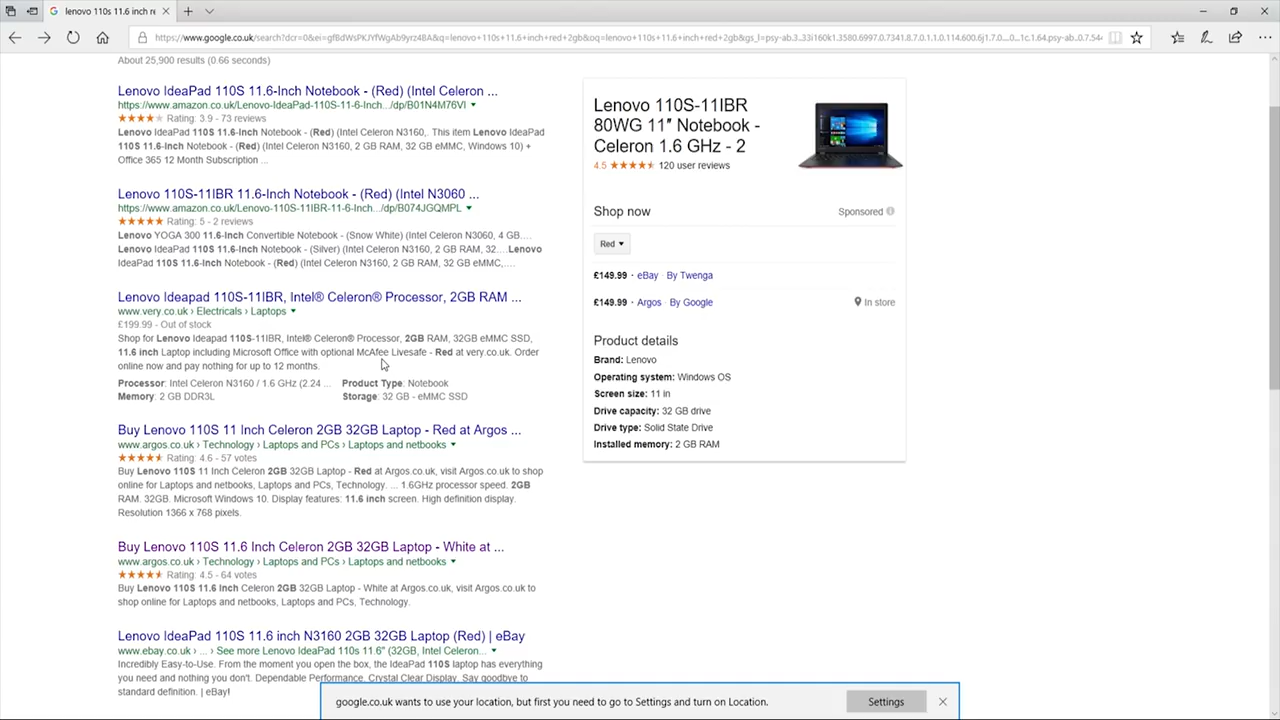 lenovo 110s 11.6 inch re
https://www.google.co.uk/search?dcr=0&ei=gfBdWsPKJYfWgAb9yrz4BA&q=lenovo+110s+11.6+inch+red+2gb&oq=lenovo+110s+11.6+inch+red+2gb&gs_l=psy-ab.3..33i160k1.3580.6997.0.7341.8.7.0.1.1.0.114.600.6j1.7.0....0...1c.1.64.psy-ab..0.7.54
About 25,900 results (0.66 seconds)
Lenovo IdeaPad 110S 11.6-Inch Notebook - (Red) (Intel Celeron ...
https://www.amazon.co.uk/Lenovo-IdeaPad-110S-11-6-Inch.../dp/B01N4M76VI
Rating: 3.9 - 73 reviews
Lenovo IdeaPad 110S 11.6-Inch Notebook - (Red) (Intel Celeron N3160,. This item Lenovo IdeaPad
110S 11.6-Inch Notebook - (Red) (Intel Celeron N3160, 2 GB RAM, 32 GB eMMC, Windows 10) +
Office 365 12 Month Subscription ...
Lenovo 110S-11IBR 11.6-Inch Notebook - (Red) (Intel N3060 ...
https://www.amazon.co.uk/Lenovo-110S-11IBR-11-6-Inch.../dp/B074JGQMPL
Rating: 5 - 2 reviews
Lenovo YOGA 300 11.6-Inch Convertible Notebook - (Snow White) (Intel Celeron N3060, 4 GB....
Lenovo IdeaPad 110S 11.6-Inch Notebook - (Silver) (Intel Celeron N3160, 2 GB RAM, 32....Lenovo
IdeaPad 110S 11.6-Inch Notebook - (Red) (Intel Celeron N3160, 2 GB RAM, 32 GB eMMC,....
Lenovo Ideapad 110S-11IBR, Intel® Celeron® Processor, 2GB RAM ...
www.very.co.uk › Electricals › Laptops
£199.99 - Out of stock
Shop for Lenovo Ideapad 110S-11IBR, Intel® Celeron® Processor, 2GB RAM, 32GB eMMC SSD,
11.6 inch Laptop including Microsoft Office with optional McAfee Livesafe - Red at very.co.uk. Order
online now and pay nothing for up to 12 months.
Processor: Intel Celeron N3160 / 1.6 GHz (2.24 ... Product Type: Notebook
Memory: 2 GB DDR3L Storage: 32 GB - eMMC SSD
Buy Lenovo 110S 11 Inch Celeron 2GB 32GB Laptop - Red at Argos ...
www.argos.co.uk › Technology › Laptops and PCs › Laptops and netbooks
Rating: 4.6 - 57 votes
Buy Lenovo 110S 11 Inch Celeron 2GB 32GB Laptop - Red at Argos.co.uk, visit Argos.co.uk to shop
online for Laptops and netbooks, Laptops and PCs, Technology. ... 1.6GHz processor speed. 2GB
RAM. 32GB. Microsoft Windows 10. Display features: 11.6 inch screen. High definition display.
Resolution 1366 x 768 pixels.
Buy Lenovo 110S 11.6 Inch Celeron 2GB 32GB Laptop - White at ...
www.argos.co.uk › Technology › Laptops and PCs › Laptops and netbooks
Rating: 4.5 - 64 votes
Buy Lenovo 110S 11.6 Inch Celeron 2GB 32GB Laptop - White at Argos.co.uk, visit Argos.co.uk to
shop online for Laptops and netbooks, Laptops and PCs, Technology.
Lenovo IdeaPad 110S 11.6 inch N3160 2GB 32GB Laptop (Red) | eBay
www.ebay.co.uk › ... › See more Lenovo IdeaPad 110s 11.6" (32GB, Intel Celeron...
Incredibly Easy-to-Use. From the moment you open the box, the IdeaPad 110S laptop has everything
you need and nothing you don't. Dependable Performance. Crystal Clear Display. Say goodbye to
standard definition. | eBay!
Lenovo 110S-11IBR
80WG 11″ Notebook -
Celeron 1.6 GHz - 2
4.5 120 user reviews
Shop now Sponsored
Red
£149.99 · eBay · By Twenga
£149.99 · Argos · By Google In store
Product details
Brand: Lenovo
Operating system: Windows OS
Screen size: 11 in
Drive capacity: 32 GB drive
Drive type: Solid State Drive
Installed memory: 2 GB RAM
google.co.uk wants to use your location, but first you need to go to Settings and turn on Location. Settings